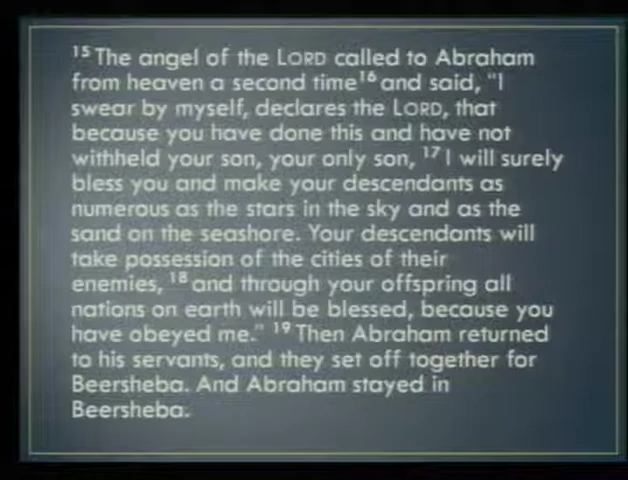 ¹⁵ The angel of the LORD called to Abraham
from heaven a second time ¹⁶ and said, "I
swear by myself, declares the LORD, that
because you have done this and have not
withheld your son, your only son, ¹⁷ I will surely
bless you and make your descendants as
numerous as the stars in the sky and as the
sand on the seashore. Your descendants will
take possession of the cities of their
enemies, ¹⁸ and through your offspring all
nations on earth will be blessed, because you
have obeyed me." ¹⁹ Then Abraham returned
to his servants, and they set off together for
Beersheba. And Abraham stayed in
Beersheba.